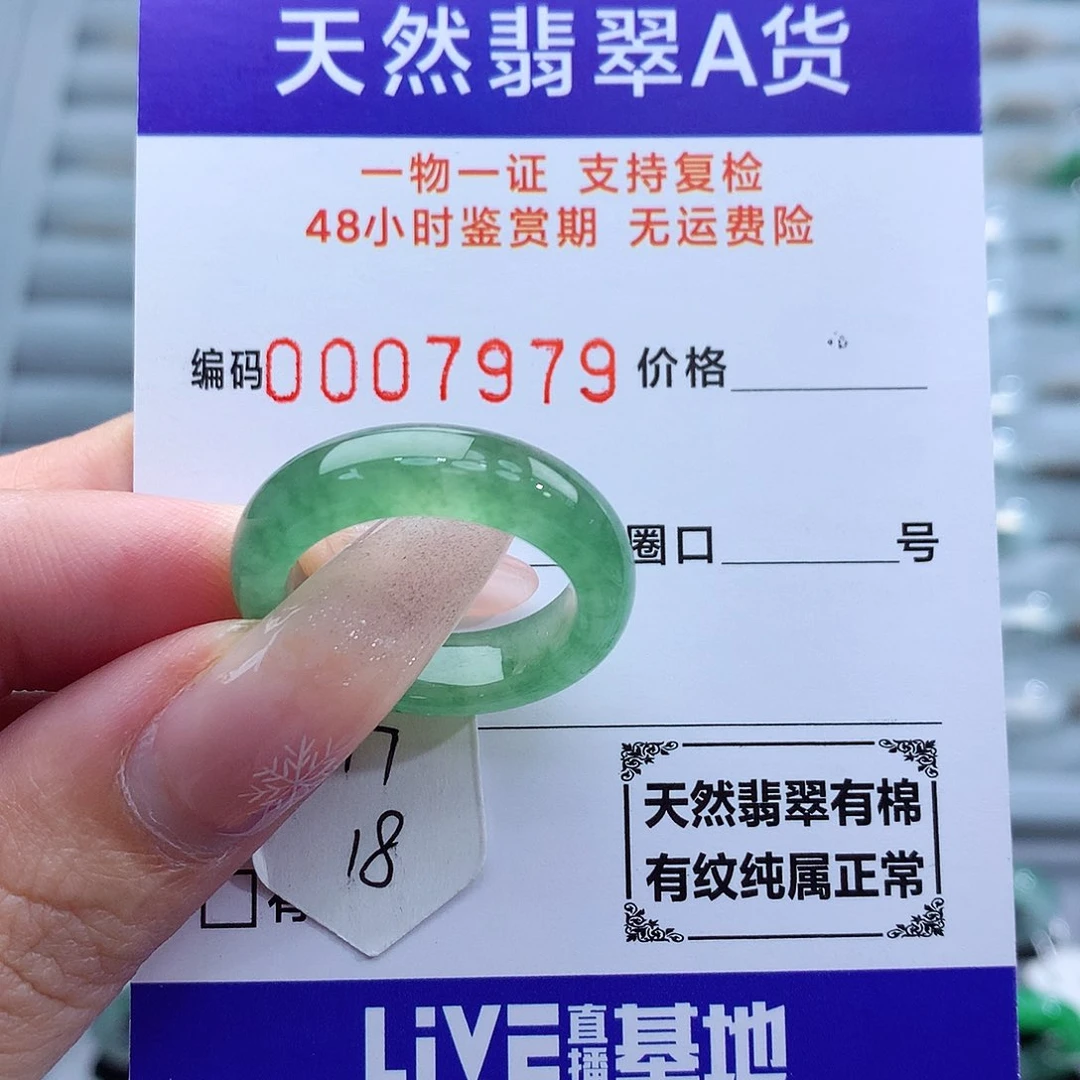 天然翡翠A货
一物一证 支持复检
48小时鉴赏期 无运费险
编码0007979 价格
圈口 号
18
天然翡翠有棉
有纹纯属正常
有
LiVE直播基地